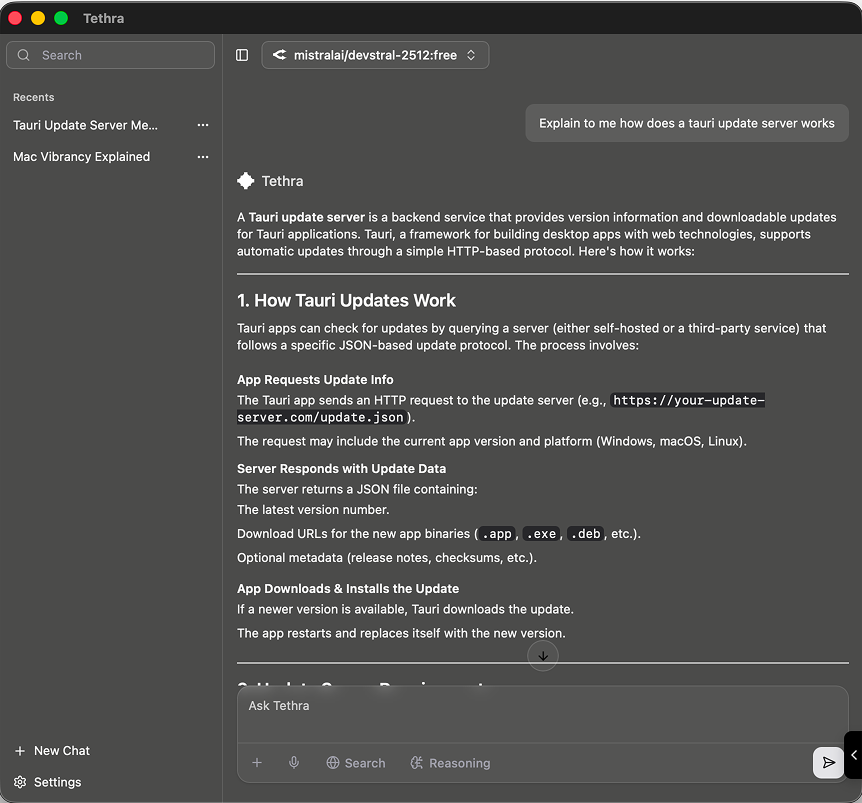 Tethra
Search
mistralai/devstral-2512:free
Recents
Tauri Update Server Me...
Mac Vibrancy Explained
Explain to me how does a tauri update server works
Tethra
A Tauri update server is a backend service that provides version information and downloadable updates
for Tauri applications. Tauri, a framework for building desktop apps with web technologies, supports
automatic updates through a simple HTTP-based protocol. Here's how it works:
1. How Tauri Updates Work
Tauri apps can check for updates by querying a server (either self-hosted or a third-party service) that
follows a specific JSON-based update protocol. The process involves:
App Requests Update Info
The Tauri app sends an HTTP request to the update server (e.g., https://your-update-
server.com/update.json).
The request may include the current app version and platform (Windows, macOS, Linux).
Server Responds with Update Data
The server returns a JSON file containing:
The latest version number.
Download URLs for the new app binaries (.app, .exe, .deb, etc.).
Optional metadata (release notes, checksums, etc.).
App Downloads & Installs the Update
If a newer version is available, Tauri downloads the update.
The app restarts and replaces itself with the new version.
Ask Tethra
Search
Reasoning
New Chat
Settings